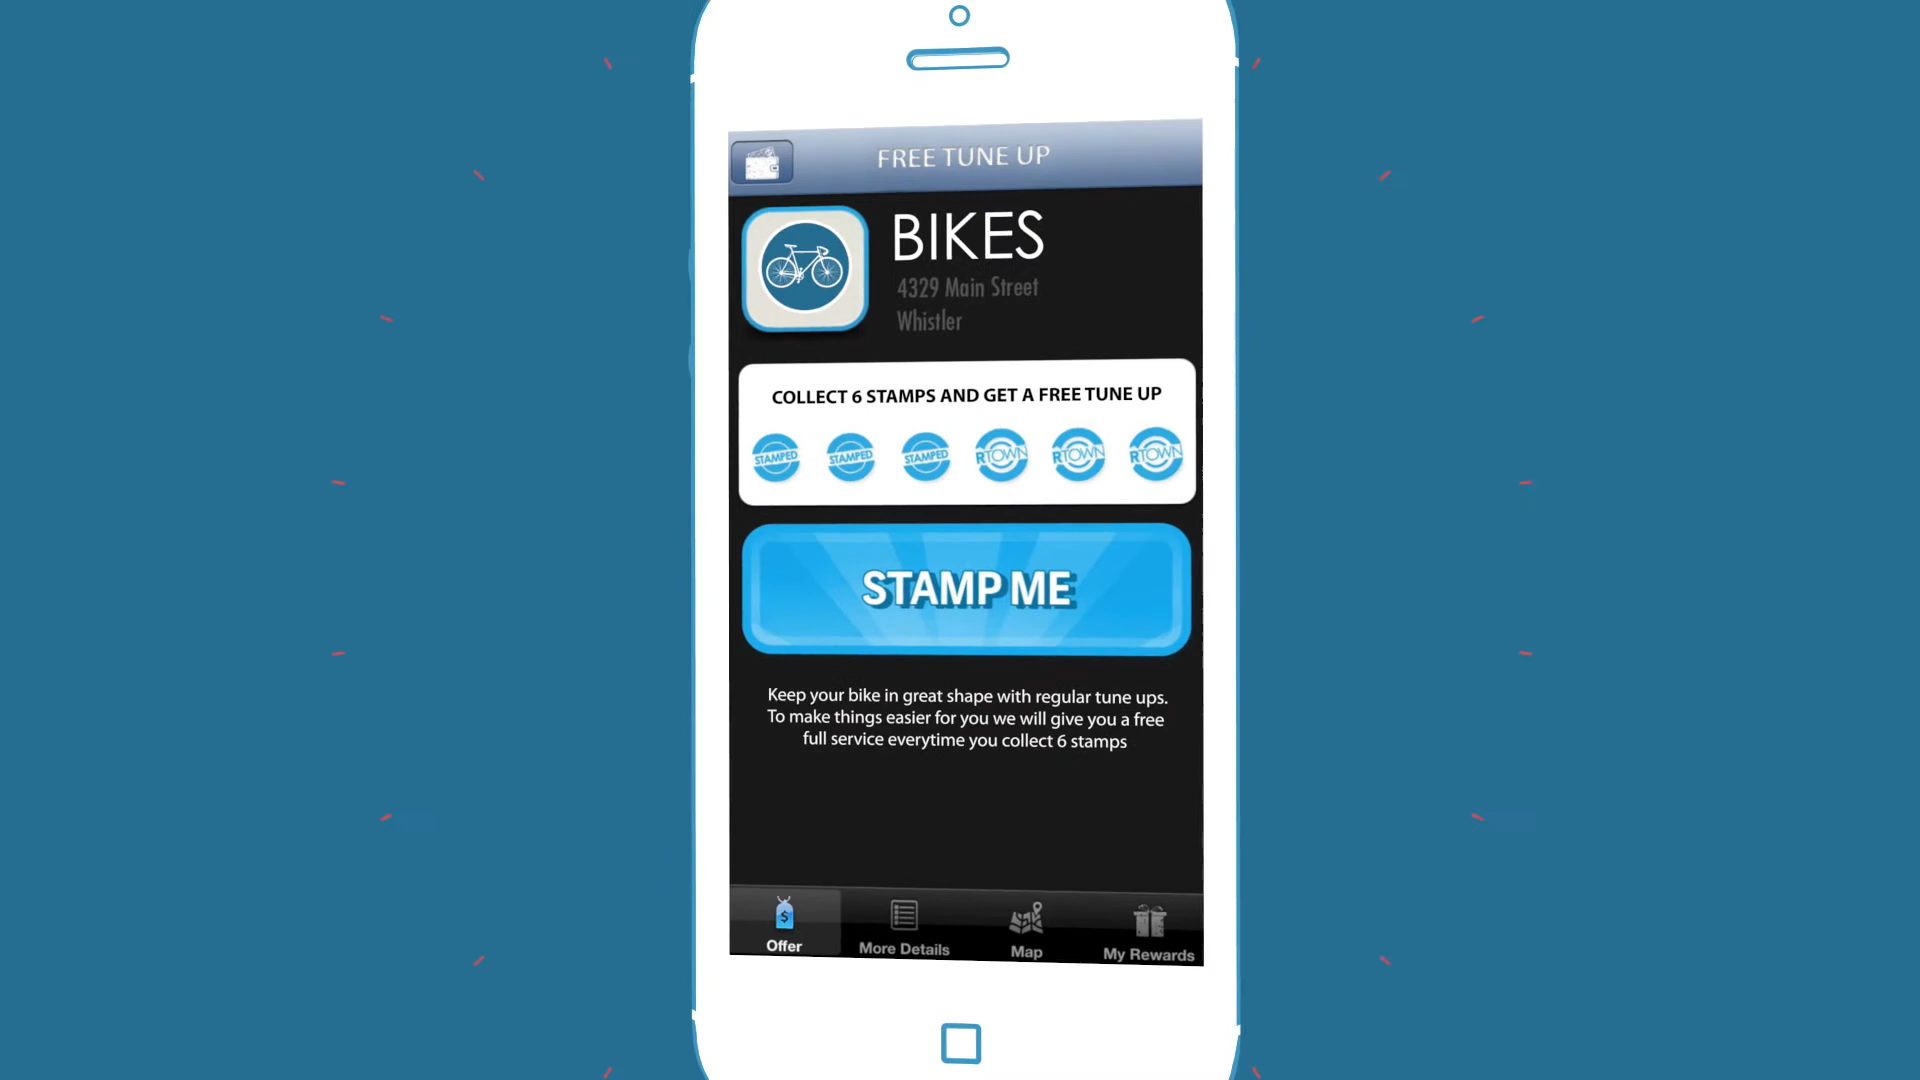 FREE TUNE UP
BIKES
4329 Main Street
Whistler
COLLECT 6 STAMPS AND GET A FREE TUNE UP
STAMPED STAMPED STAMPED RTOWN RTOWN RTOWN
STAMP ME
Keep your bike in great shape with regular tune ups.
To make things easier for you we will give you a free
full service everytime you collect 6 stamps
$
Offer More Details Map My Rewards